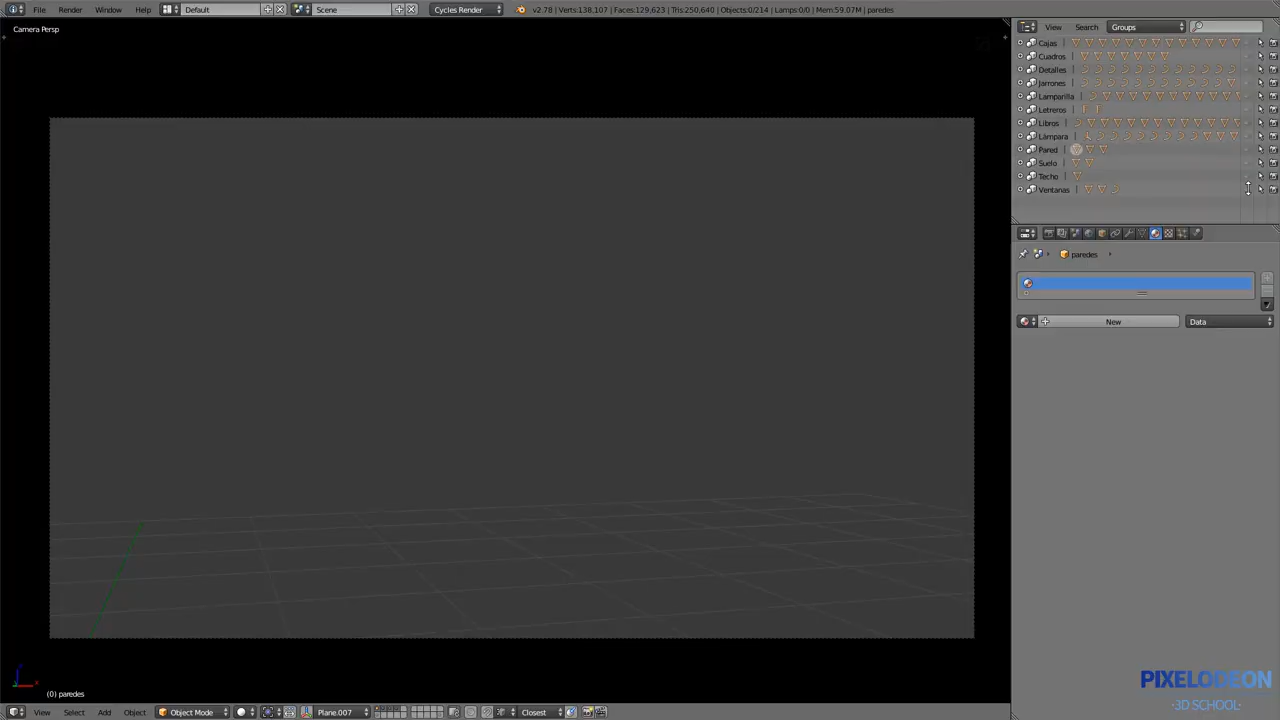 File Render Window Help Default Scene Cycles Render v2.78 | Verts:138,107 | Faces:129,623 | Tris:250,640 | Objects:0/214 | Lamps:0/0 | Mem:59.07M | paredes
Camera Persp
View Search Groups
Cajas
Cuadros
Detalles
Jarrones
Lamparilla
Letreros
Libros
Lámpara
Pared
Suelo
Techo
Ventanas
paredes
New Data
PIXELODEON
·3D SCHOOL·
(0) paredes
View Select Add Object Object Mode Plane.007 Closest